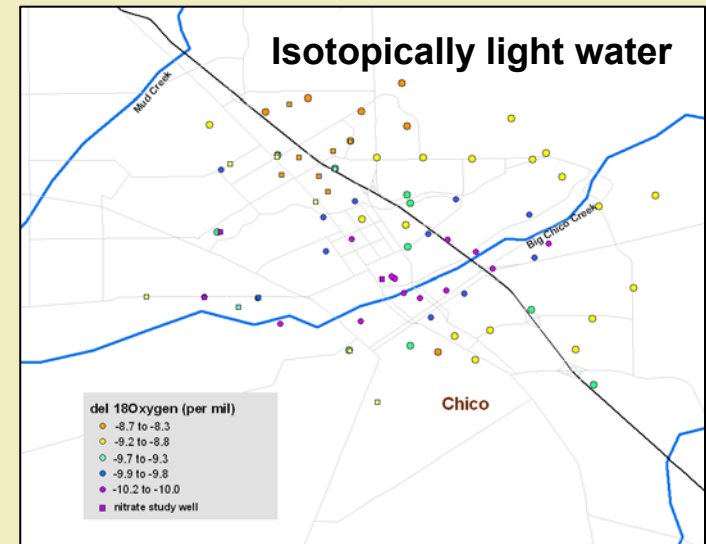 Isotopically light water
Mud Creek
Big Chico Creek
Chico
del 18Oxygen (per mil)
-8.7 to -8.3
-9.2 to -8.8
-9.7 to -9.3
-9.9 to -9.8
-10.2 to -10.0
nitrate study well